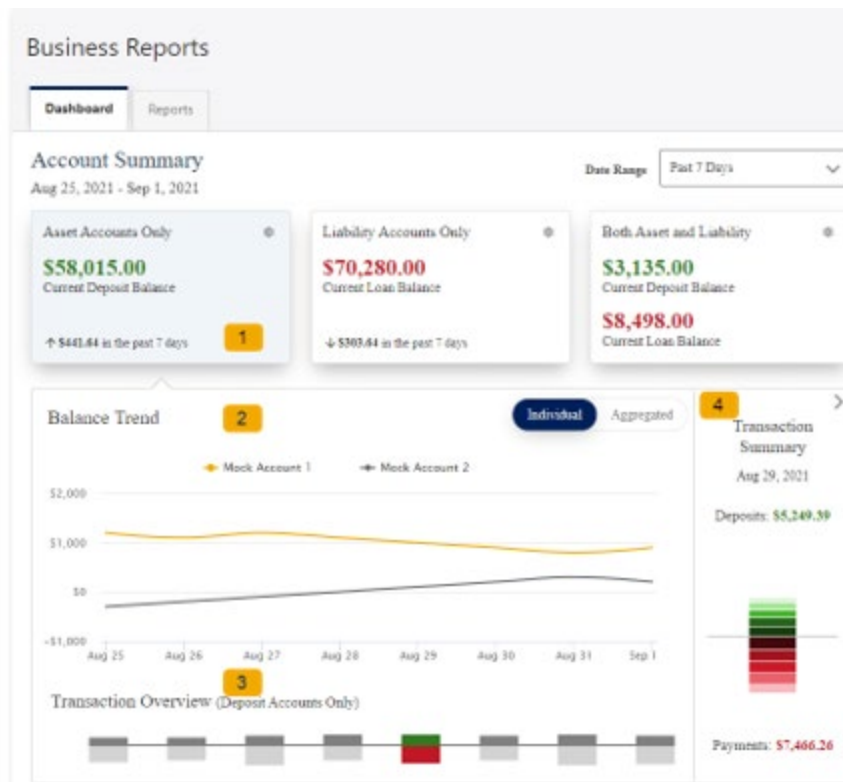 Business Reports
Dashboard
Reports
Account Summary
Aug 25, 2021 - Sep 1, 2021
Date Range
Past 7 Days
Asset Accounts Only
$58,015.00
Current Deposit Balance
↑ $441.64 in the past 7 days
1
Liability Accounts Only
$70,280.00
Current Loan Balance
↓ $303.64 in the past 7 days
Both Asset and Liability
$3,135.00
Current Deposit Balance
$8,498.00
Current Loan Balance
Balance Trend
2
Individual
Aggregated
Mock Account 1
Mock Account 2
$2,000
$1,000
$0
-$1,000
Aug 25
Aug 26
Aug 27
Aug 28
Aug 29
Aug 30
Aug 31
Sep 1
3
Transaction Overview (Deposit Accounts Only)
4
Transaction
Summary
Aug 29, 2021
Deposits: $5,249.39
Payments: $7,466.26